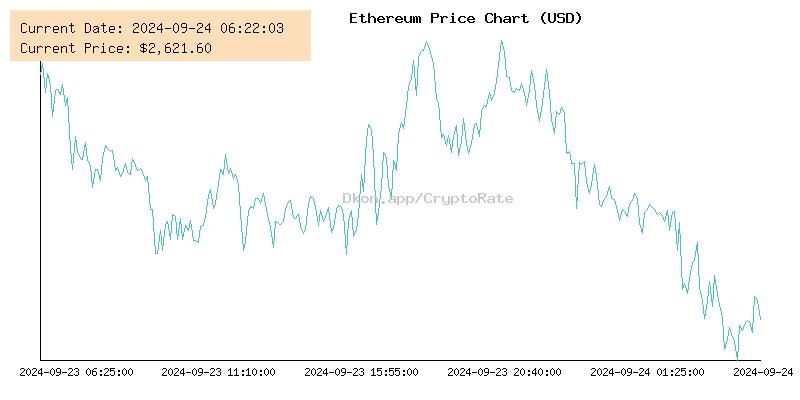 Ethereum Price Chart (USD)
Current Date: 2024-09-24 06:22:03
Current Price: $2,621.60
Dkon.app/CryptoRate
2024-09-23 06:25:00 2024-09-23 11:10:00 2024-09-23 15:55:00 2024-09-23 20:40:00 2024-09-24 01:25:00 2024-09-24